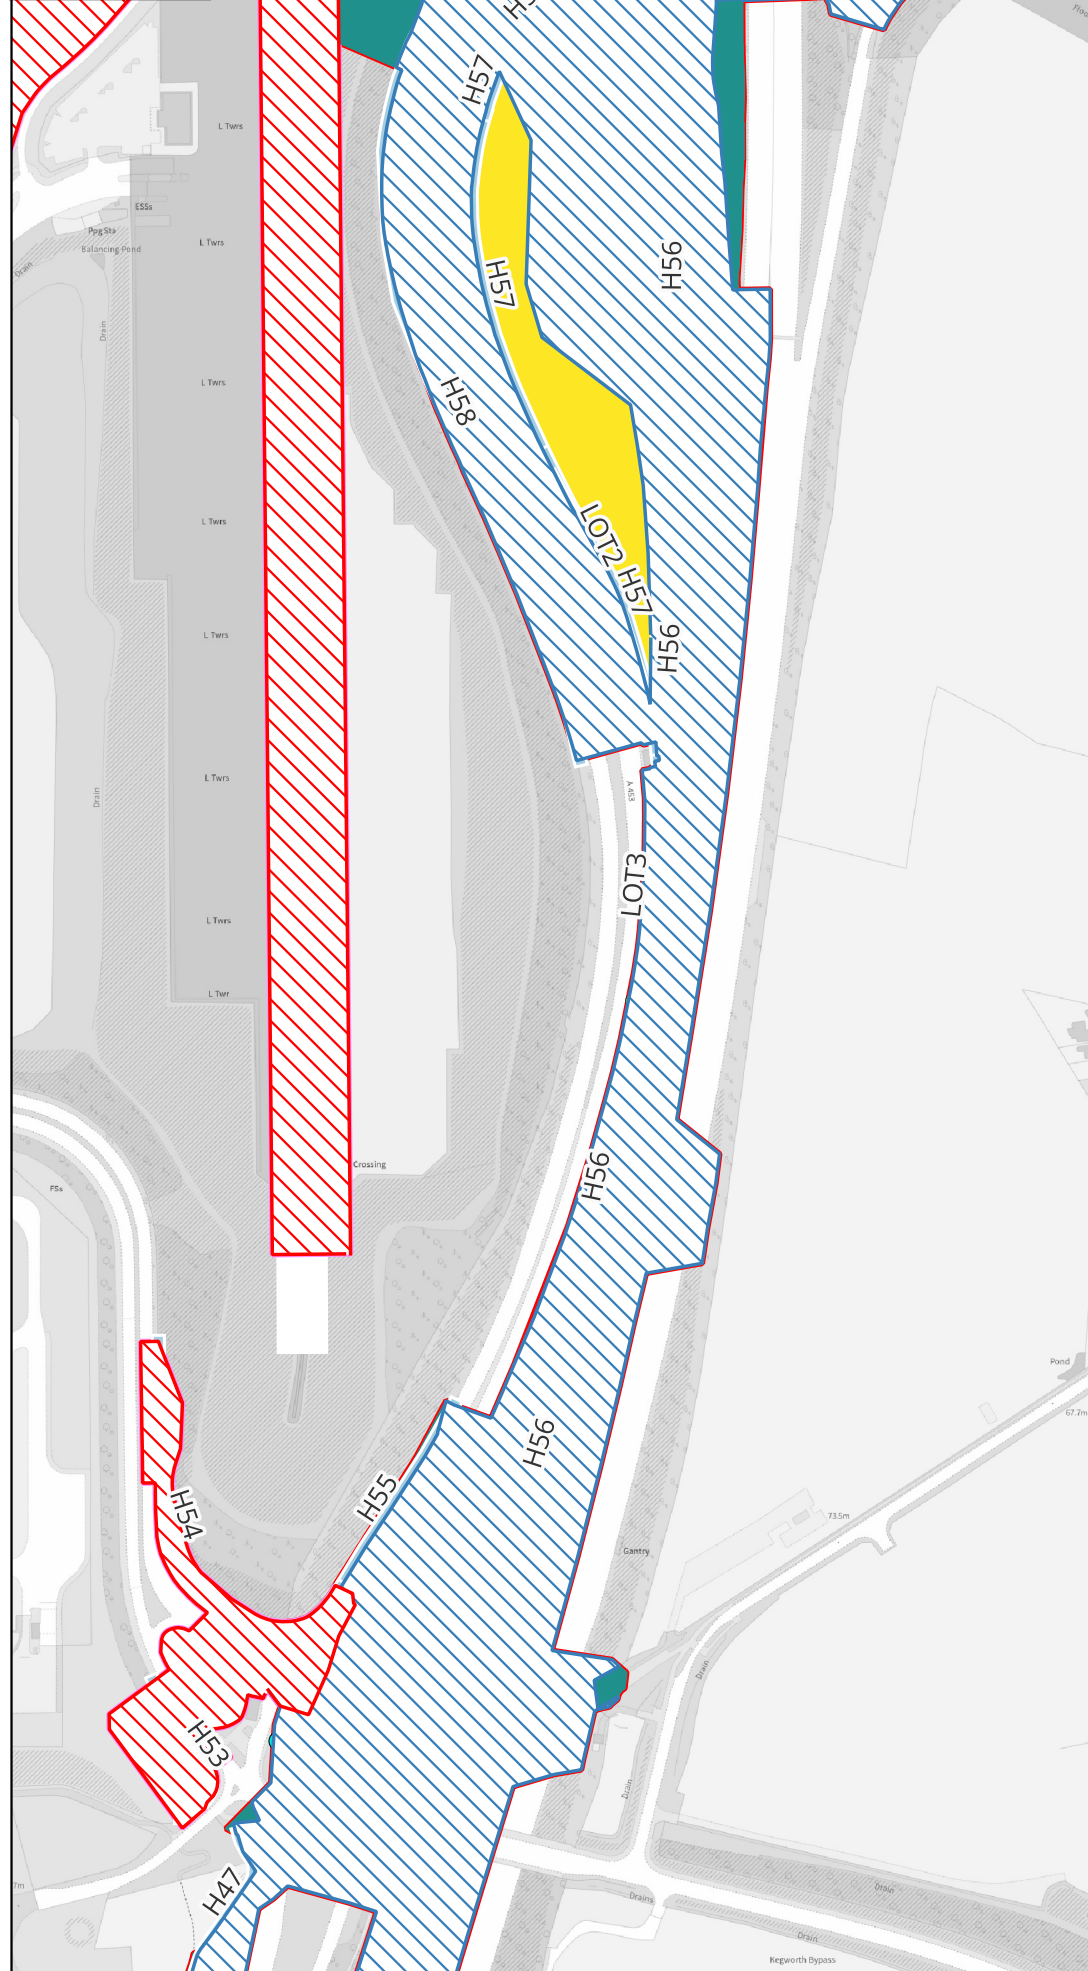 H57
L Twrs
ESSs
Ppg Sta
L Twrs
Balancing Pond
Drain
H56
H57
Drain
L Twrs
H58
L Twrs
LOT2 H57
L Twrs
H56
L Twrs
Drain
A 453
LOT3
L Twrs
L Twr
Crossing
H56
FSs
Pond
67.7m
H56
H55
H54
73.5m
Gantry
Drain
H53
Drain
H47
Drains
Drain
Drain
Kegworth Bypass